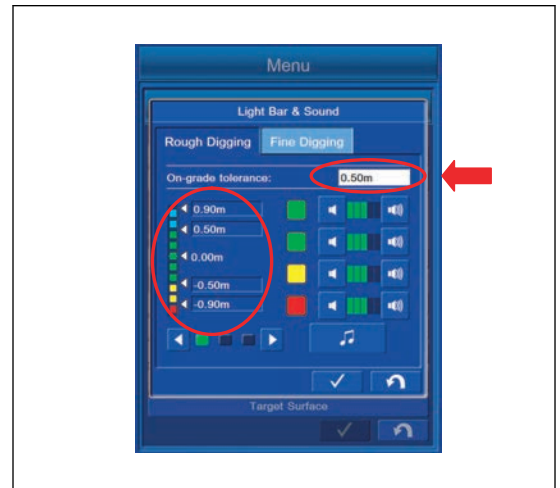 Menu
Light Bar & Sound
Rough Digging Fine Digging
On-grade tolerance: 0.50m
0.90m
0.50m
0.00m
-0.50m
-0.90m
Target Surface